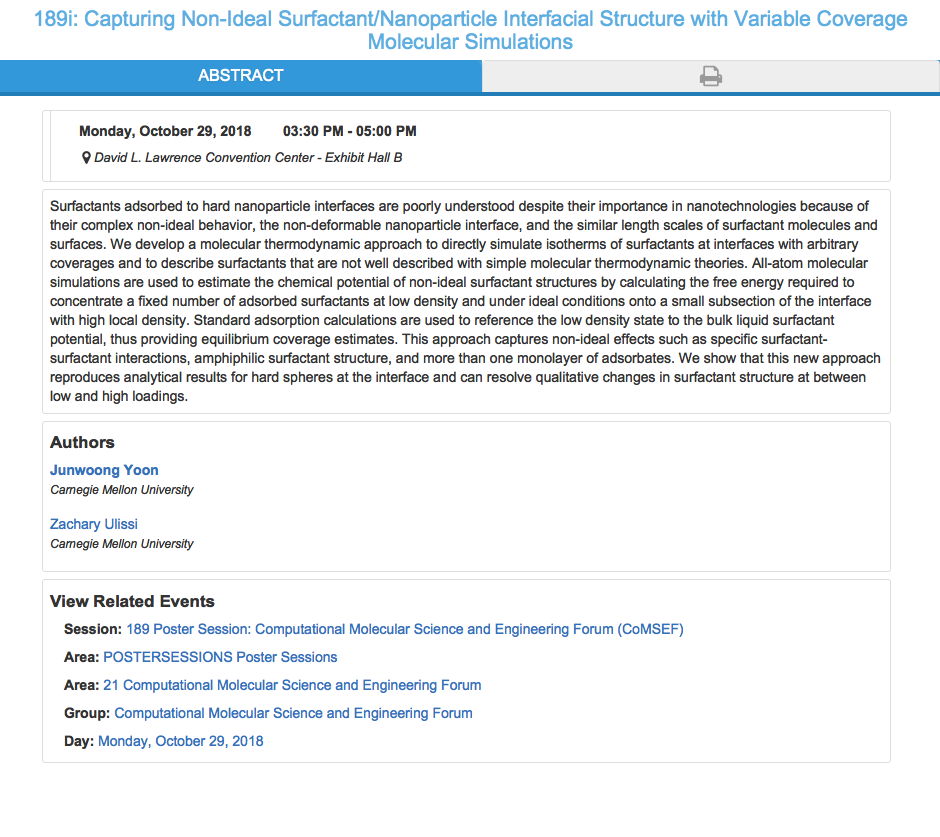 189i: Capturing Non-Ideal Surfactant/Nanoparticle Interfacial Structure with Variable Coverage
Molecular Simulations
ABSTRACT
Monday, October 29, 2018 03:30 PM - 05:00 PM
David L. Lawrence Convention Center - Exhibit Hall B
Surfactants adsorbed to hard nanoparticle interfaces are poorly understood despite their importance in nanotechnologies because of
their complex non-ideal behavior, the non-deformable nanoparticle interface, and the similar length scales of surfactant molecules and
surfaces. We develop a molecular thermodynamic approach to directly simulate isotherms of surfactants at interfaces with arbitrary
coverages and to describe surfactants that are not well described with simple molecular thermodynamic theories. All-atom molecular
simulations are used to estimate the chemical potential of non-ideal surfactant structures by calculating the free energy required to
concentrate a fixed number of adsorbed surfactants at low density and under ideal conditions onto a small subsection of the interface
with high local density. Standard adsorption calculations are used to reference the low density state to the bulk liquid surfactant
potential, thus providing equilibrium coverage estimates. This approach captures non-ideal effects such as specific surfactant-
surfactant interactions, amphiphilic surfactant structure, and more than one monolayer of adsorbates. We show that this new approach
reproduces analytical results for hard spheres at the interface and can resolve qualitative changes in surfactant structure at between
low and high loadings.
Authors
Junwoong Yoon
Carnegie Mellon University
Zachary Ulissi
Carnegie Mellon University
View Related Events
Session: 189 Poster Session: Computational Molecular Science and Engineering Forum (CoMSEF)
Area: POSTERSESSIONS Poster Sessions
Area: 21 Computational Molecular Science and Engineering Forum
Group: Computational Molecular Science and Engineering Forum
Day: Monday, October 29, 2018